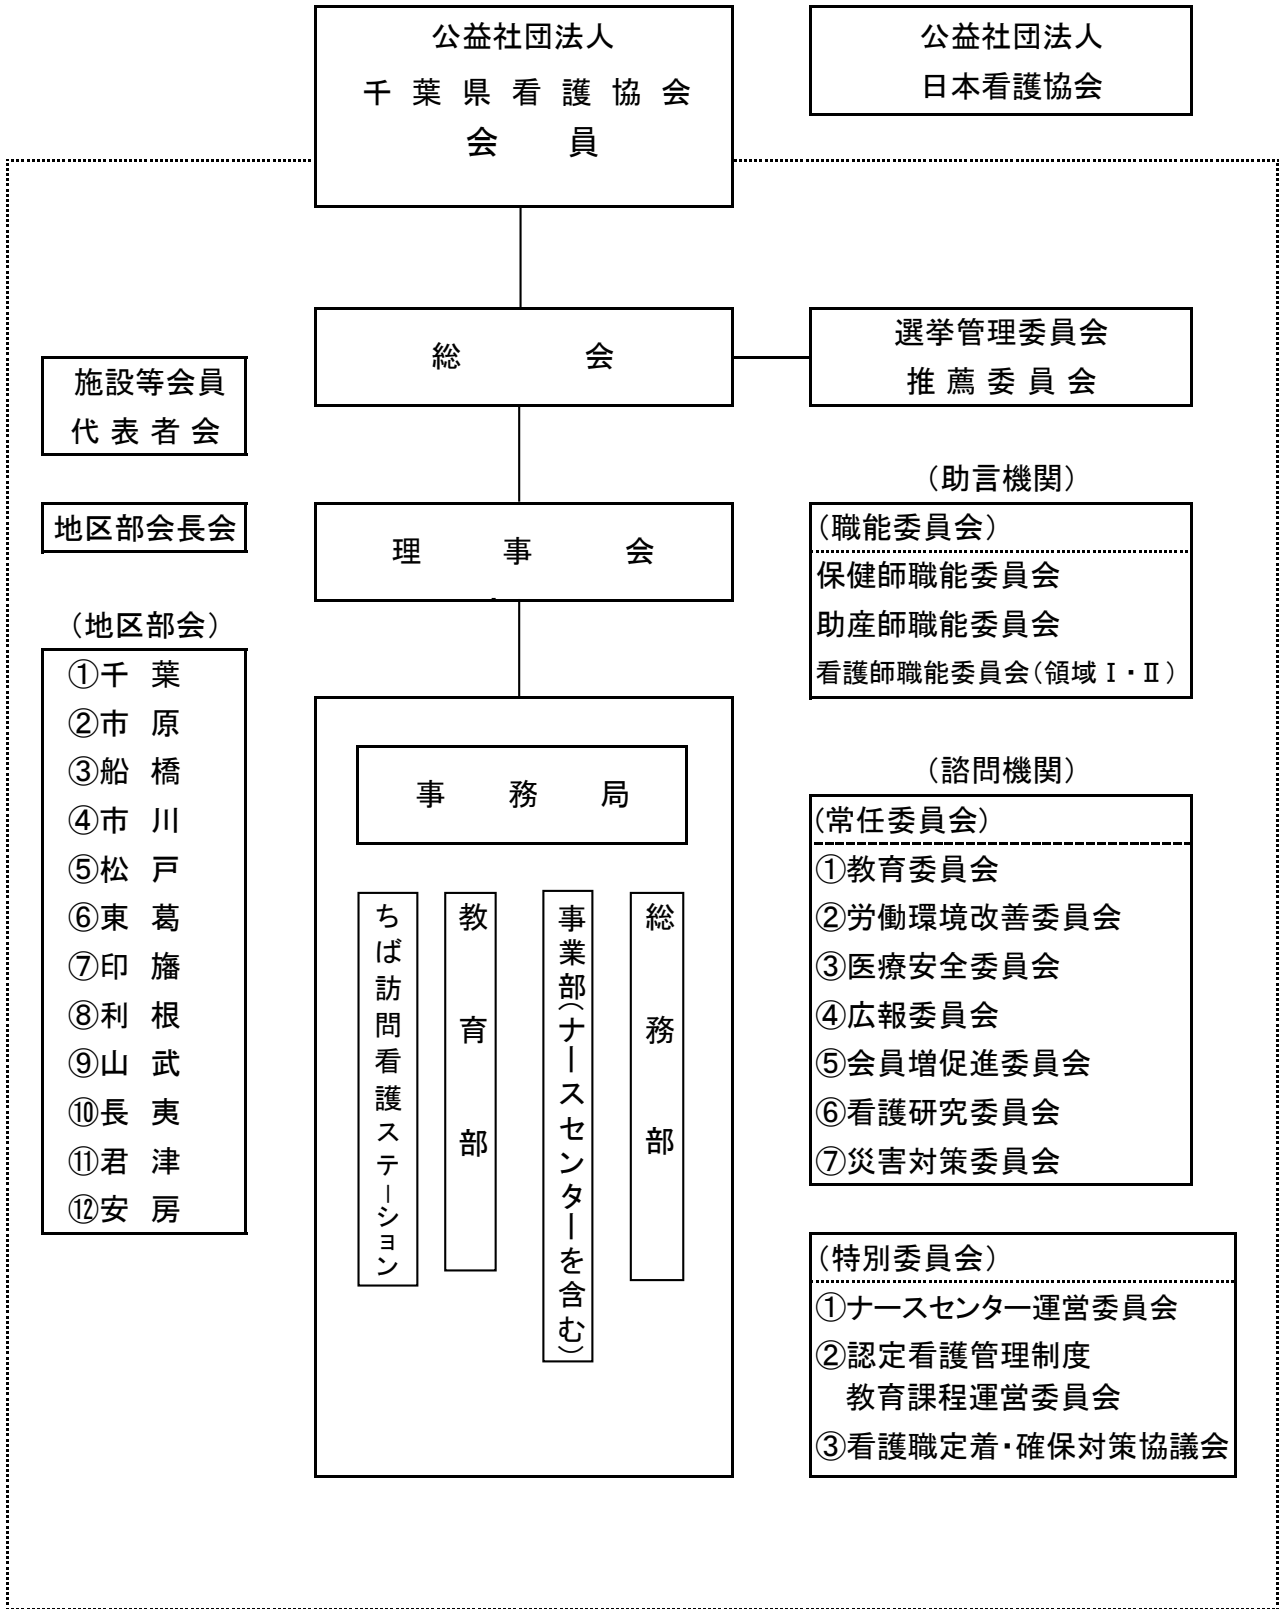 公益社団法人
千葉県看護協会
会員
公益社団法人
日本看護協会
総会
選挙管理委員会
推薦委員会
施設等会員
代表者会
地区部会長会
理事会
(助言機関)
(職能委員会)
保健師職能委員会
助産師職能委員会
看護師職能委員会(領域Ⅰ・Ⅱ)
(地区部会)
①千葉
②市原
③船橋
④市川
⑤松戸
⑥東葛
⑦印旛
⑧利根
⑨山武
⑩長夷
⑪君津
⑫安房
事務局
ちば訪問看護ステーション
教育部
事業部(ナースセンターを含む)
総務部
(諮問機関)
(常任委員会)
①教育委員会
②労働環境改善委員会
③医療安全委員会
④広報委員会
⑤会員増促進委員会
⑥看護研究委員会
⑦災害対策委員会
(特別委員会)
①ナースセンター運営委員会
②認定看護管理制度
教育課程運営委員会
③看護職定着・確保対策協議会